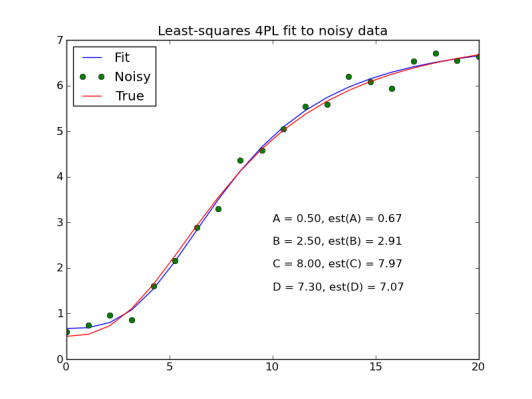 Least-squares 4PL fit to noisy data
7
6
5
4
3
2
1
0
Fit
Noisy
True
A = 0.50, est(A) = 0.67
B = 2.50, est(B) = 2.91
C = 8.00, est(C) = 7.97
D = 7.30, est(D) = 7.07
0 5 10 15 20